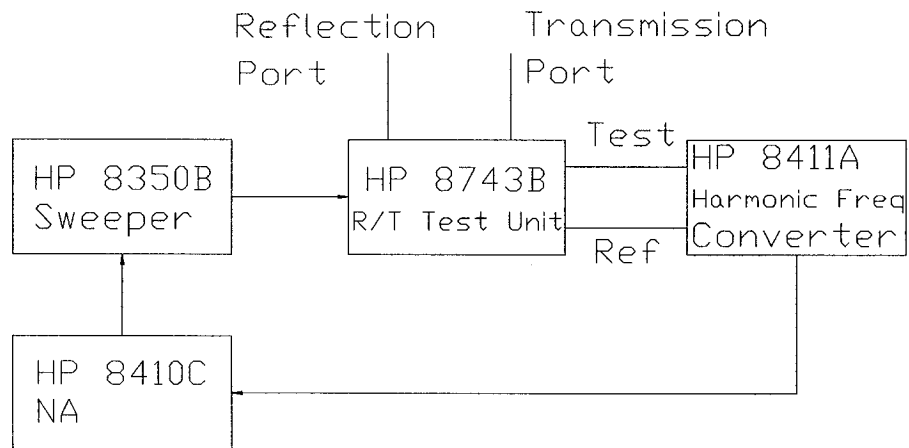 Reflection
Port
Transmission
Port
HP 8350B
Sweeper
HP 8743B
R/T Test Unit
Test
Ref
HP 8411A
Harmonic Freq
Converter
HP 8410C
NA